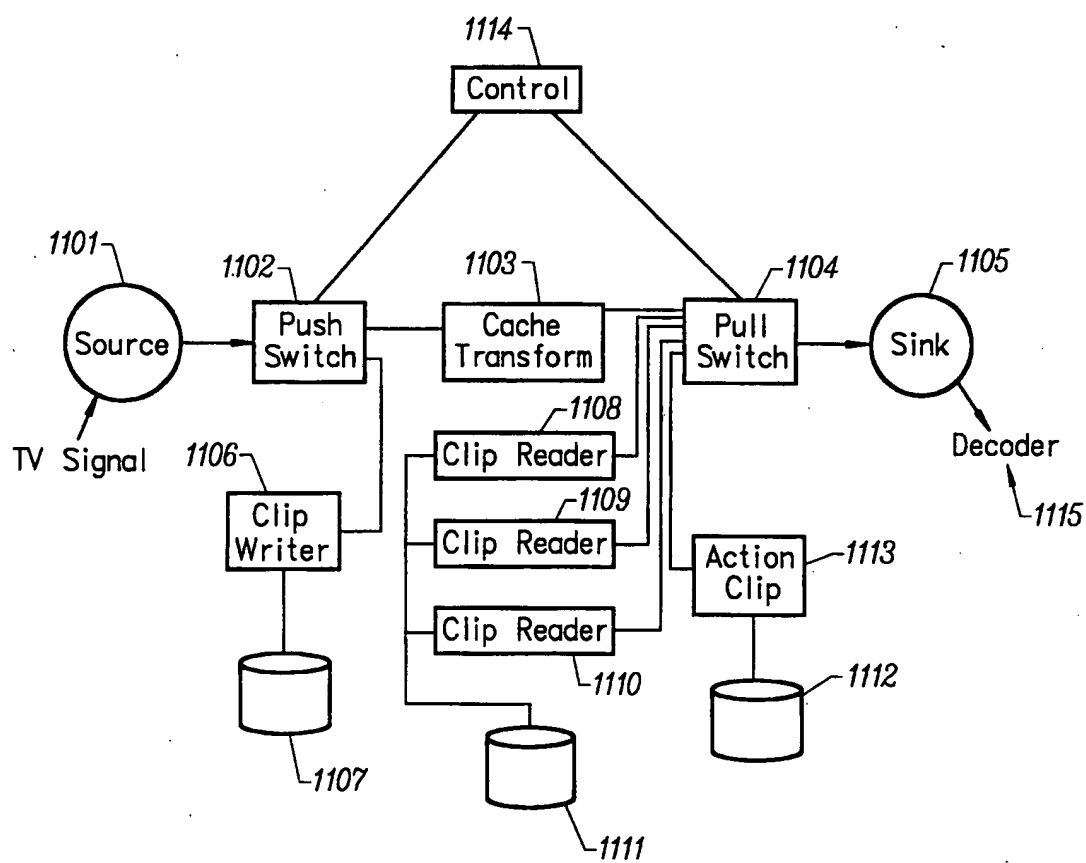 1114
Control
1101
1102
1103
1104
1105
Source
Push
Switch
Cache
Transform
Pull
Switch
Sink
TV Signal
1106
1108
Clip Reader
Decoder
1115
Clip
Writer
1109
Clip Reader
Action
Clip
1113
Clip Reader
1110
1112
1107
1111